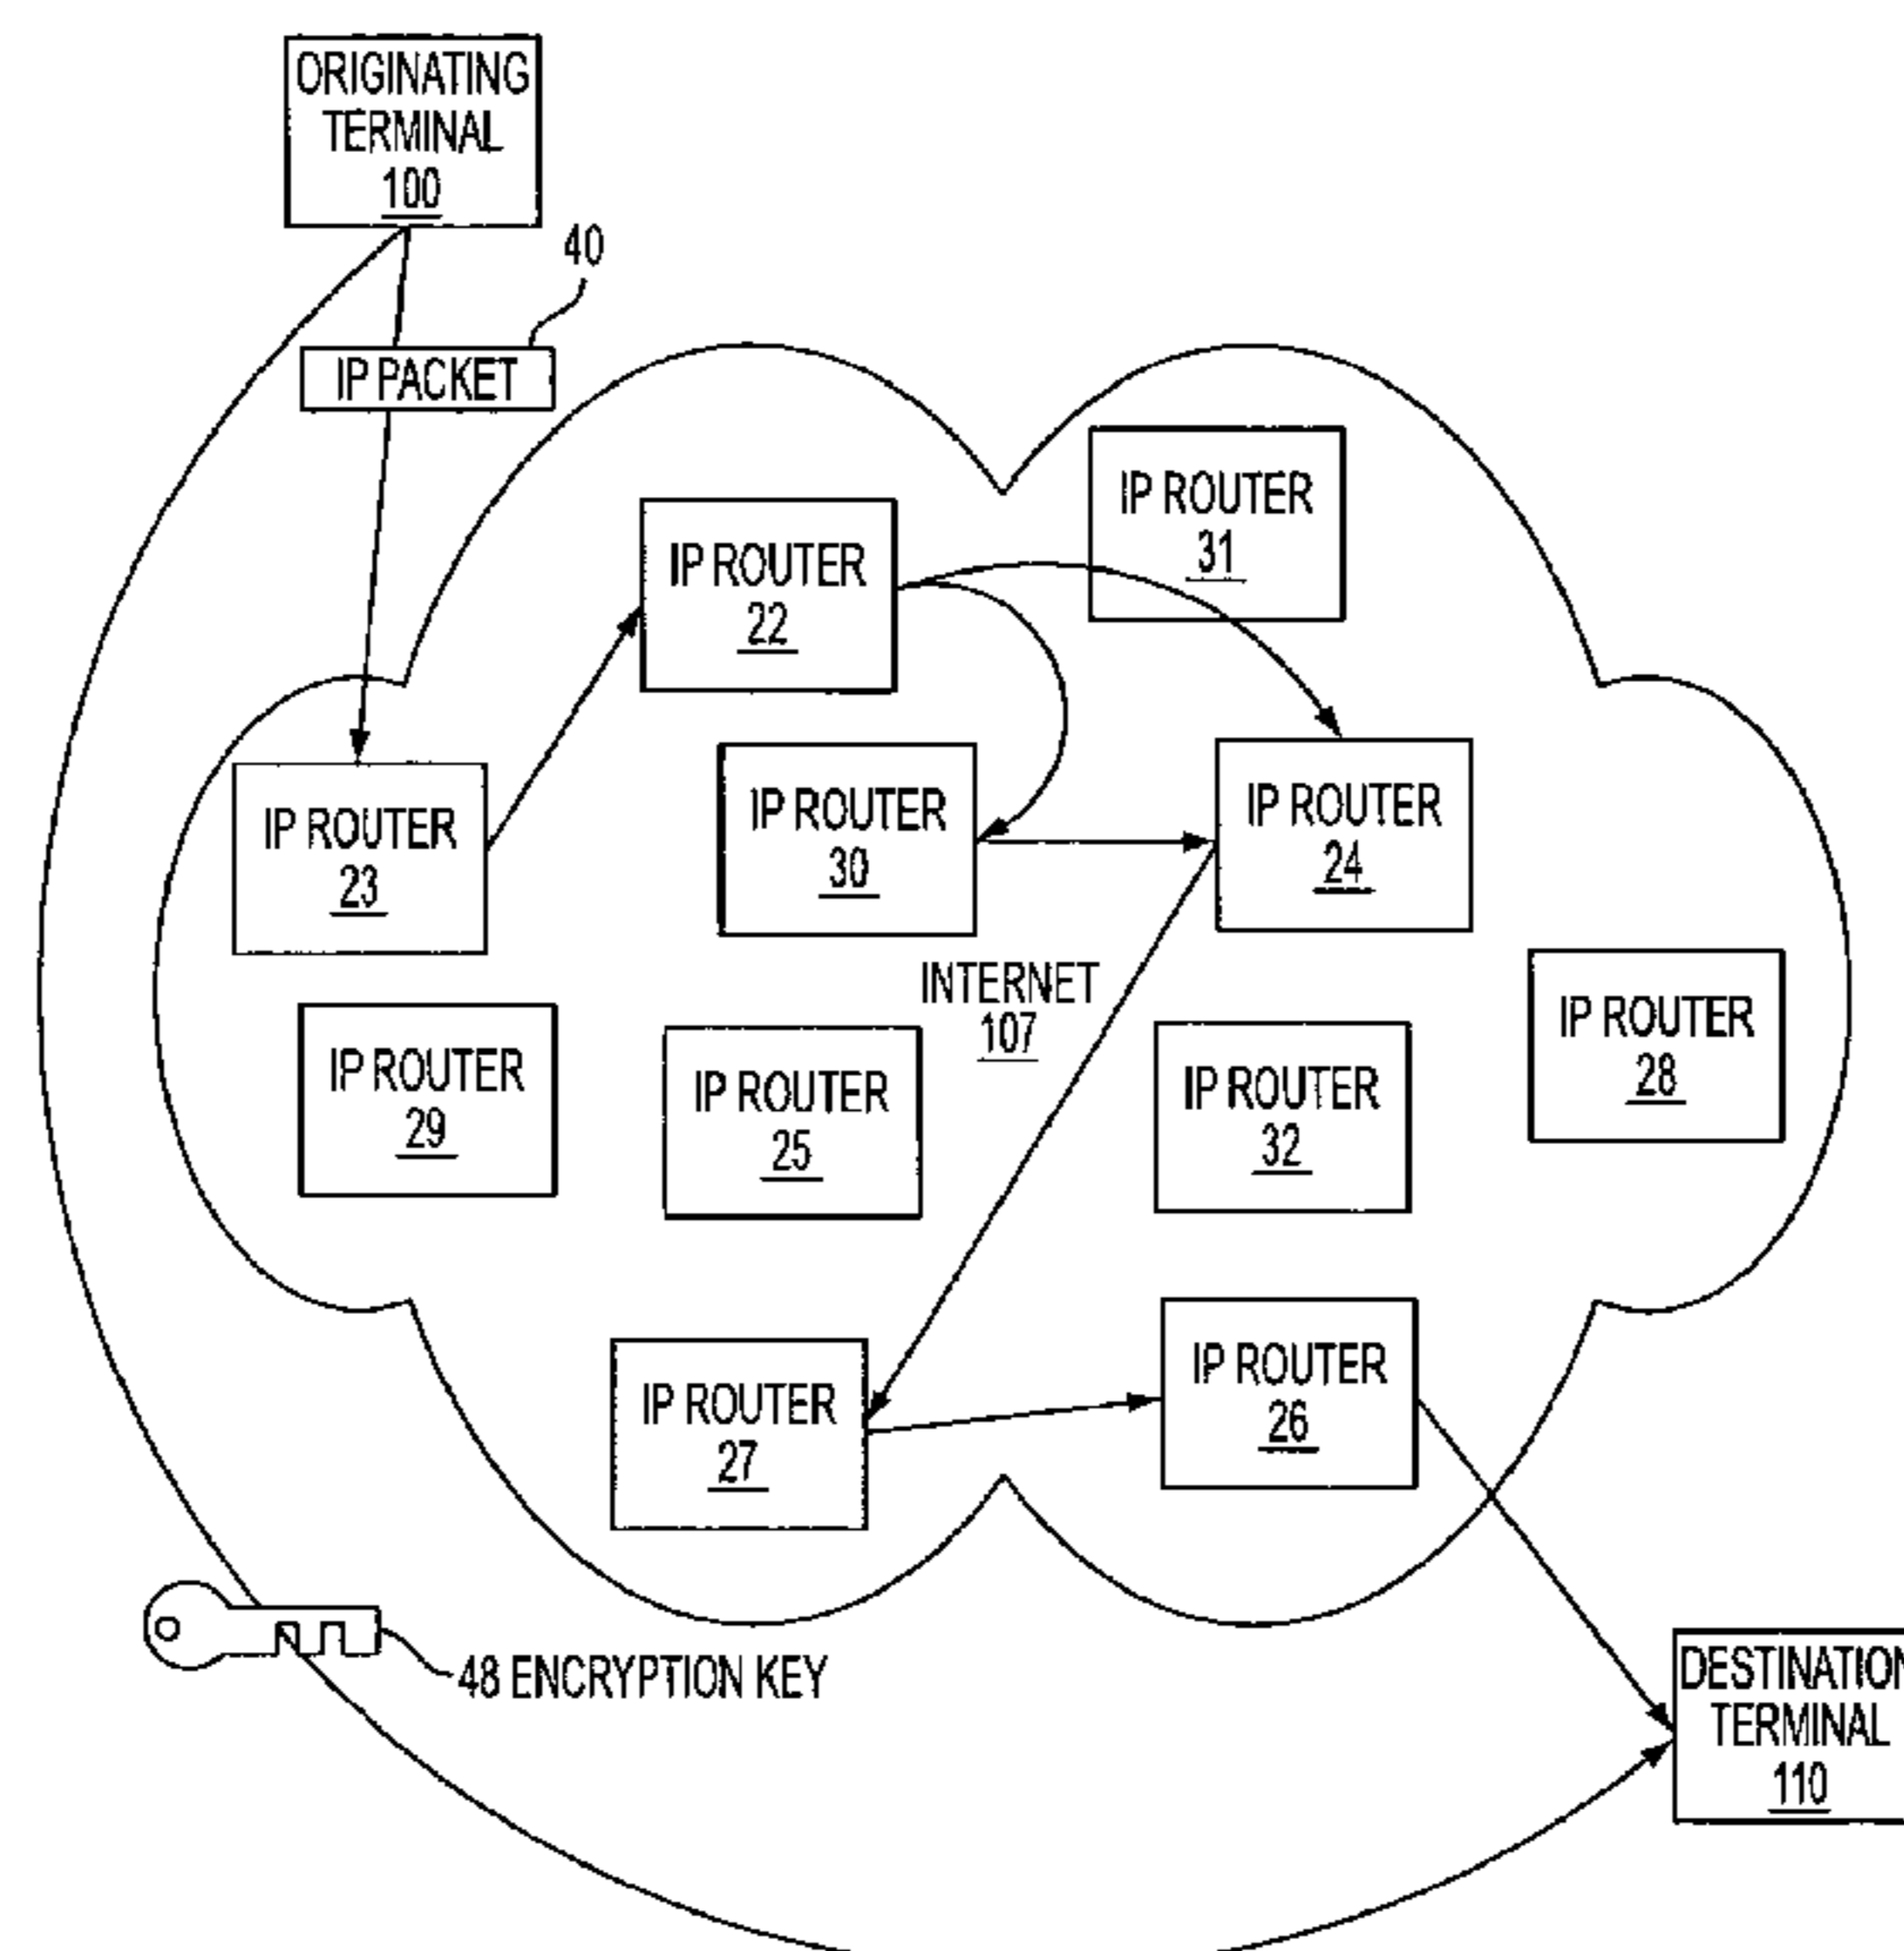 ORIGINATING
TERMINAL
100
40
IP PACKET
IP ROUTER
31
IP ROUTER
22
IP ROUTER
30
IP ROUTER
24
IP ROUTER
23
INTERNET
107
IP ROUTER
28
IP ROUTER
29
IP ROUTER
25
IP ROUTER
32
IP ROUTER
27
IP ROUTER
26
48 ENCRYPTION KEY
DESTINATION
TERMINAL
110